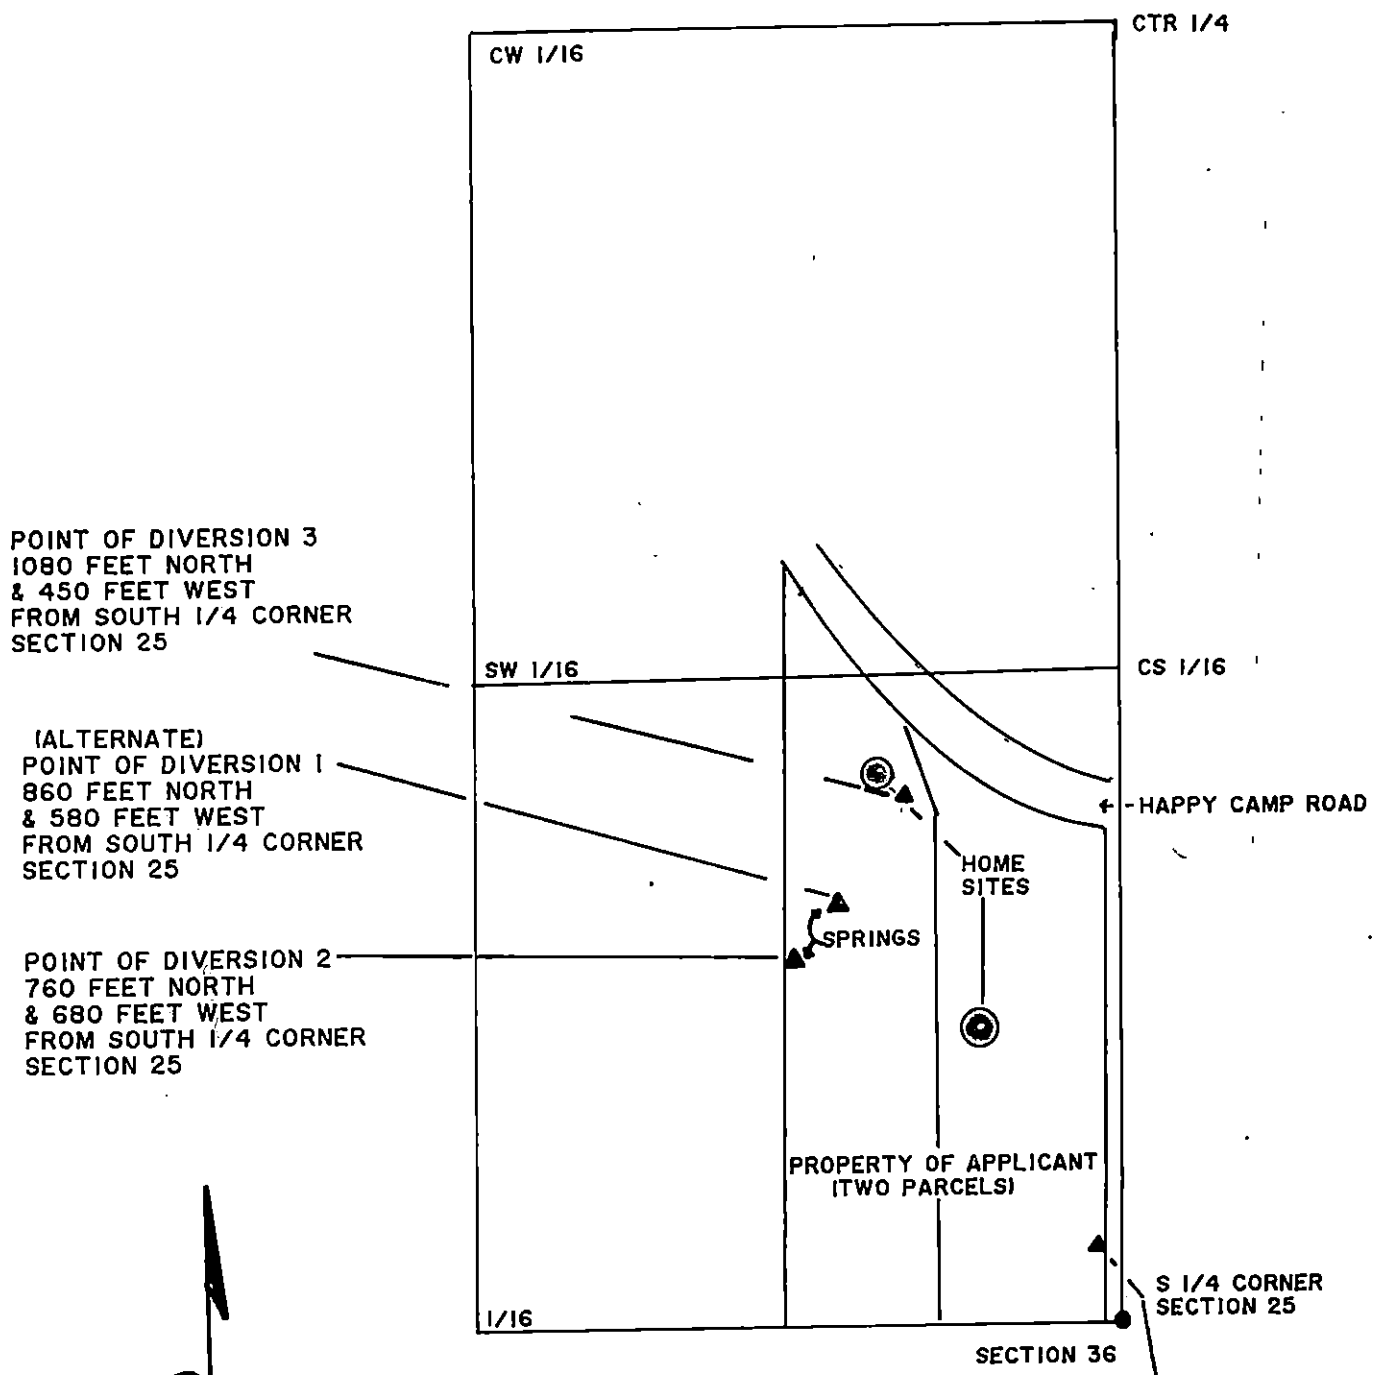 CTR 1/4
CW 1/16
POINT OF DIVERSION 3
1080 FEET NORTH
& 450 FEET WEST
FROM SOUTH 1/4 CORNER
SECTION 25
SW 1/16
CS 1/16
(ALTERNATE)
POINT OF DIVERSION 1
860 FEET NORTH
& 580 FEET WEST
FROM SOUTH 1/4 CORNER
SECTION 25
HAPPY CAMP ROAD
HOME
SITES
SPRINGS
POINT OF DIVERSION 2
760 FEET NORTH
& 680 FEET WEST
FROM SOUTH 1/4 CORNER
SECTION 25
PROPERTY OF APPLICANT
(TWO PARCELS)
S 1/4 CORNER
SECTION 25
1/16
SECTION 36